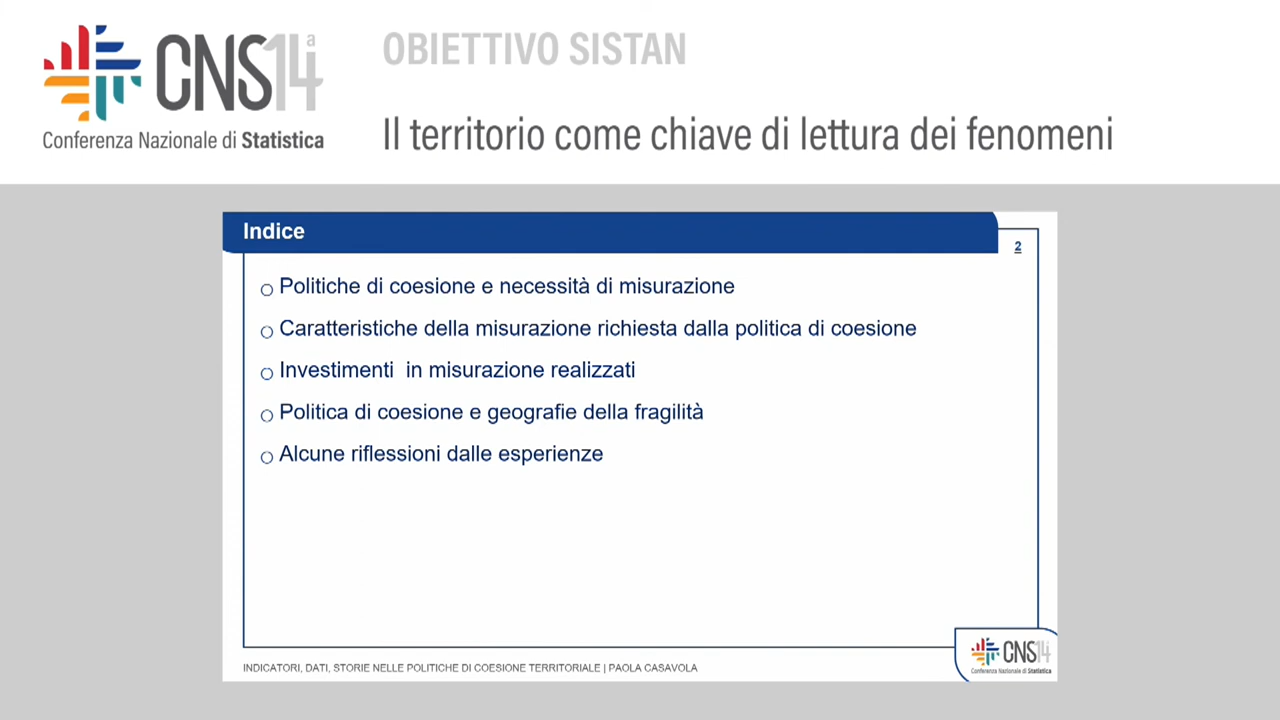 CNS14a
Conferenza Nazionale di Statistica
OBIETTIVO SISTAN
Il territorio come chiave di lettura dei fenomeni
Indice
2
Politiche di coesione e necessità di misurazione
Caratteristiche della misurazione richiesta dalla politica di coesione
Investimenti in misurazione realizzati
Politica di coesione e geografie della fragilità
Alcune riflessioni dalle esperienze
INDICATORI, DATI, STORIE NELLE POLITICHE DI COESIONE TERRITORIALE | PAOLA CASAVOLA
CNS14a
Conferenza Nazionale di Statistica